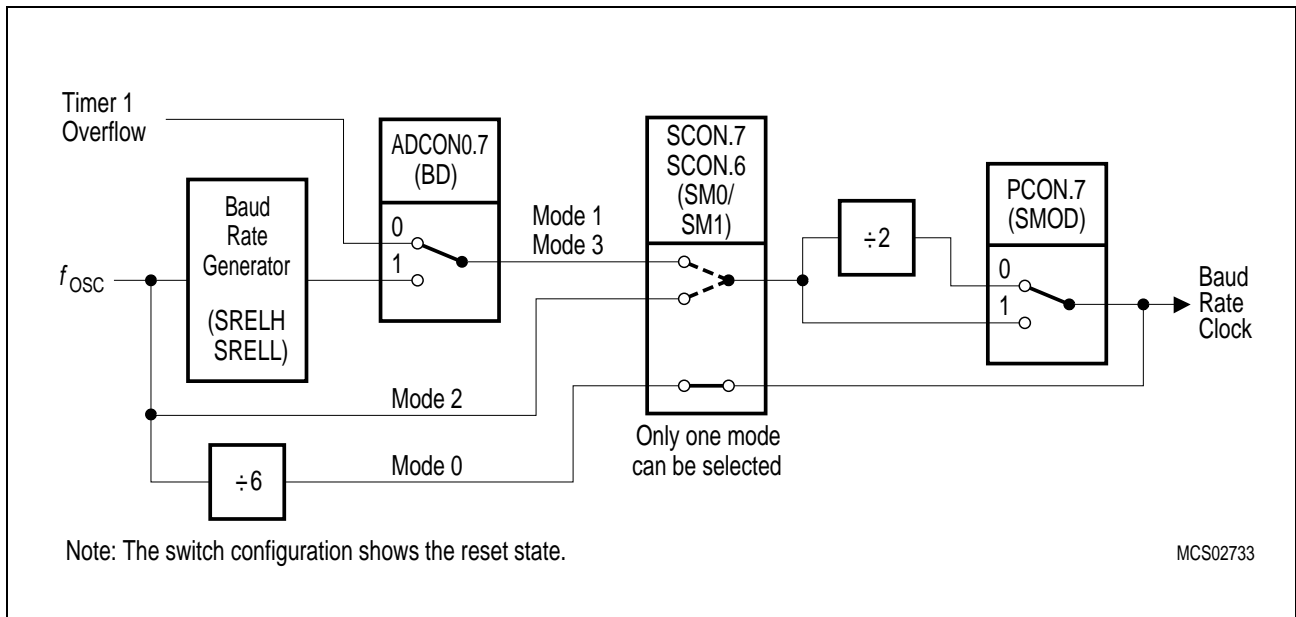 Timer 1
Overflow
ADCON0.7
(BD)
0
1
Baud
Rate
Generator
(SRELH
SRELL)
fOSC
Mode 1
Mode 3
SCON.7
SCON.6
(SM0/
SM1)
÷2
PCON.7
(SMOD)
0
1
Baud
Rate
Clock
Mode 2
Only one mode
can be selected
÷6
Mode 0
Note: The switch configuration shows the reset state.
MCS02733